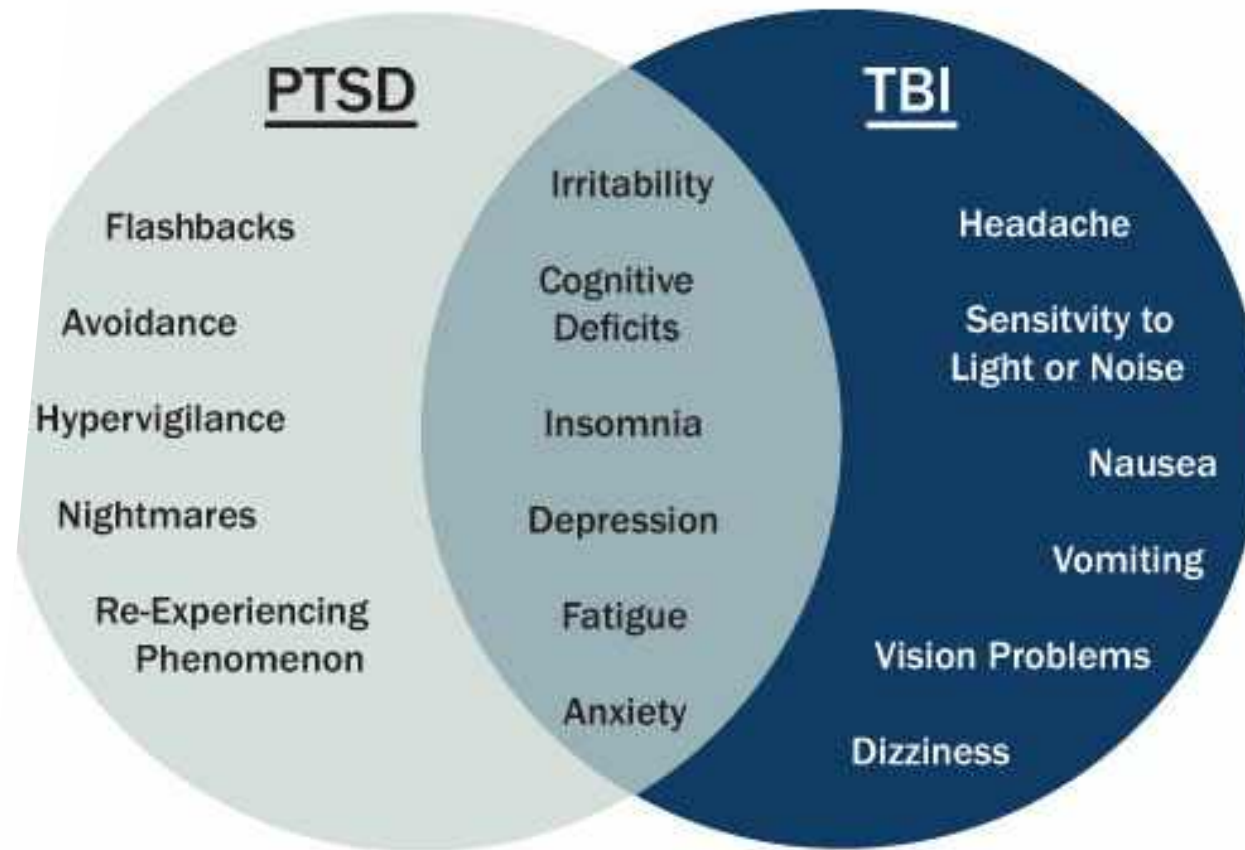 PTSD
Flashbacks
Avoidance
Hypervigilance
Nightmares
Re-Experiencing
Phenomenon
Irritability
Cognitive
Deficits
Insomnia
Depression
Fatigue
Anxiety
TBI
Headache
Sensitvity to
Light or Noise
Nausea
Vomiting
Vision Problems
Dizziness